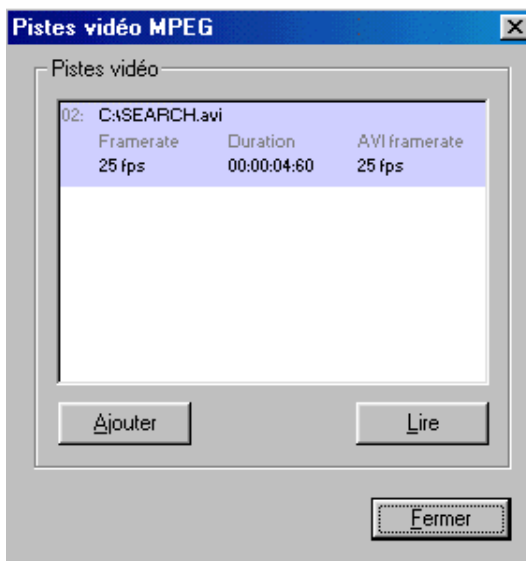 Pistes vidéo MPEG
Pistes vidéo
02: C:\SEARCH.avi
Framerate Duration AVI framerate
25 fps 00:00:04:60 25 fps
Ajouter Lire
Fermer